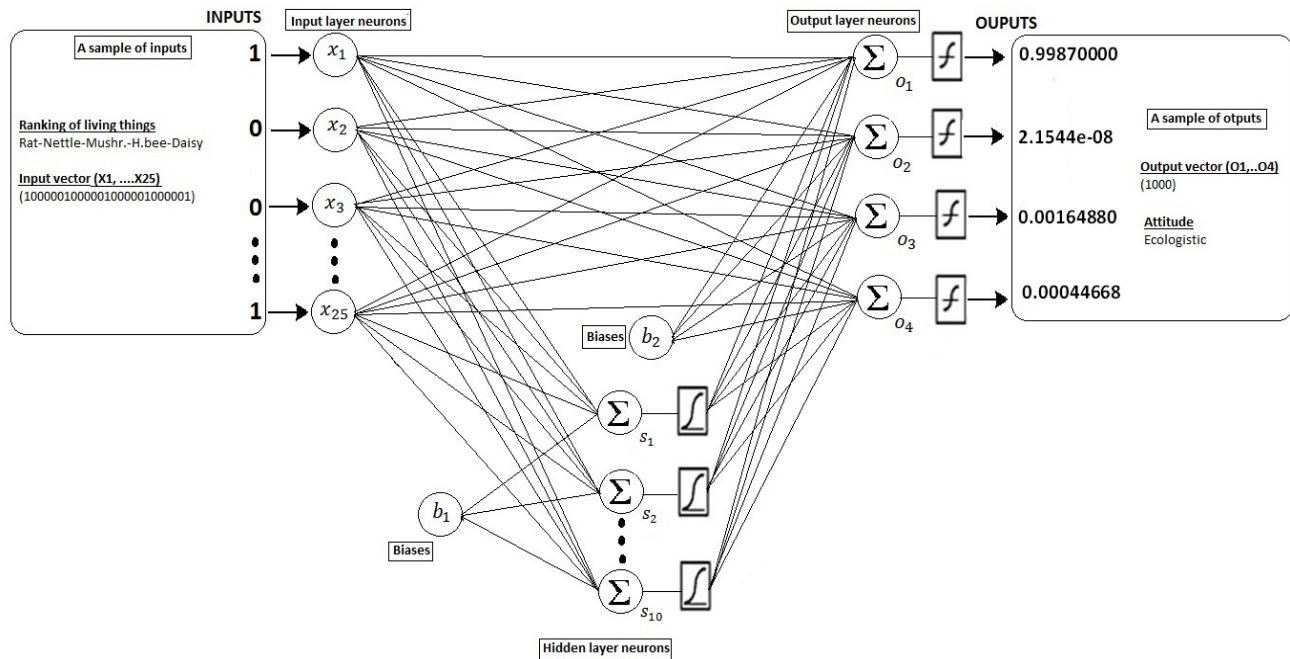 INPUTS
Input layer neurons
Output layer neurons
OUPUTS
A sample of inputs
1
x1
Σ
o1
f
0.99870000
Ranking of living things
Rat-Nettle-Mushr.-H.bee-Daisy
0
x2
Σ
o2
f
2.1544e-08
A sample of otputs
Input vector (X1, ....X25)
(1000001000001000001000001)
Output vector (O1,..O4)
(1000)
0
x3
Σ
o3
f
0.00164880
Attitude
Ecologistic
1
x25
Σ
o4
f
0.00044668
Biases
b2
Σ
s1
b1
Biases
Σ
s2
Σ
s10
Hidden layer neurons